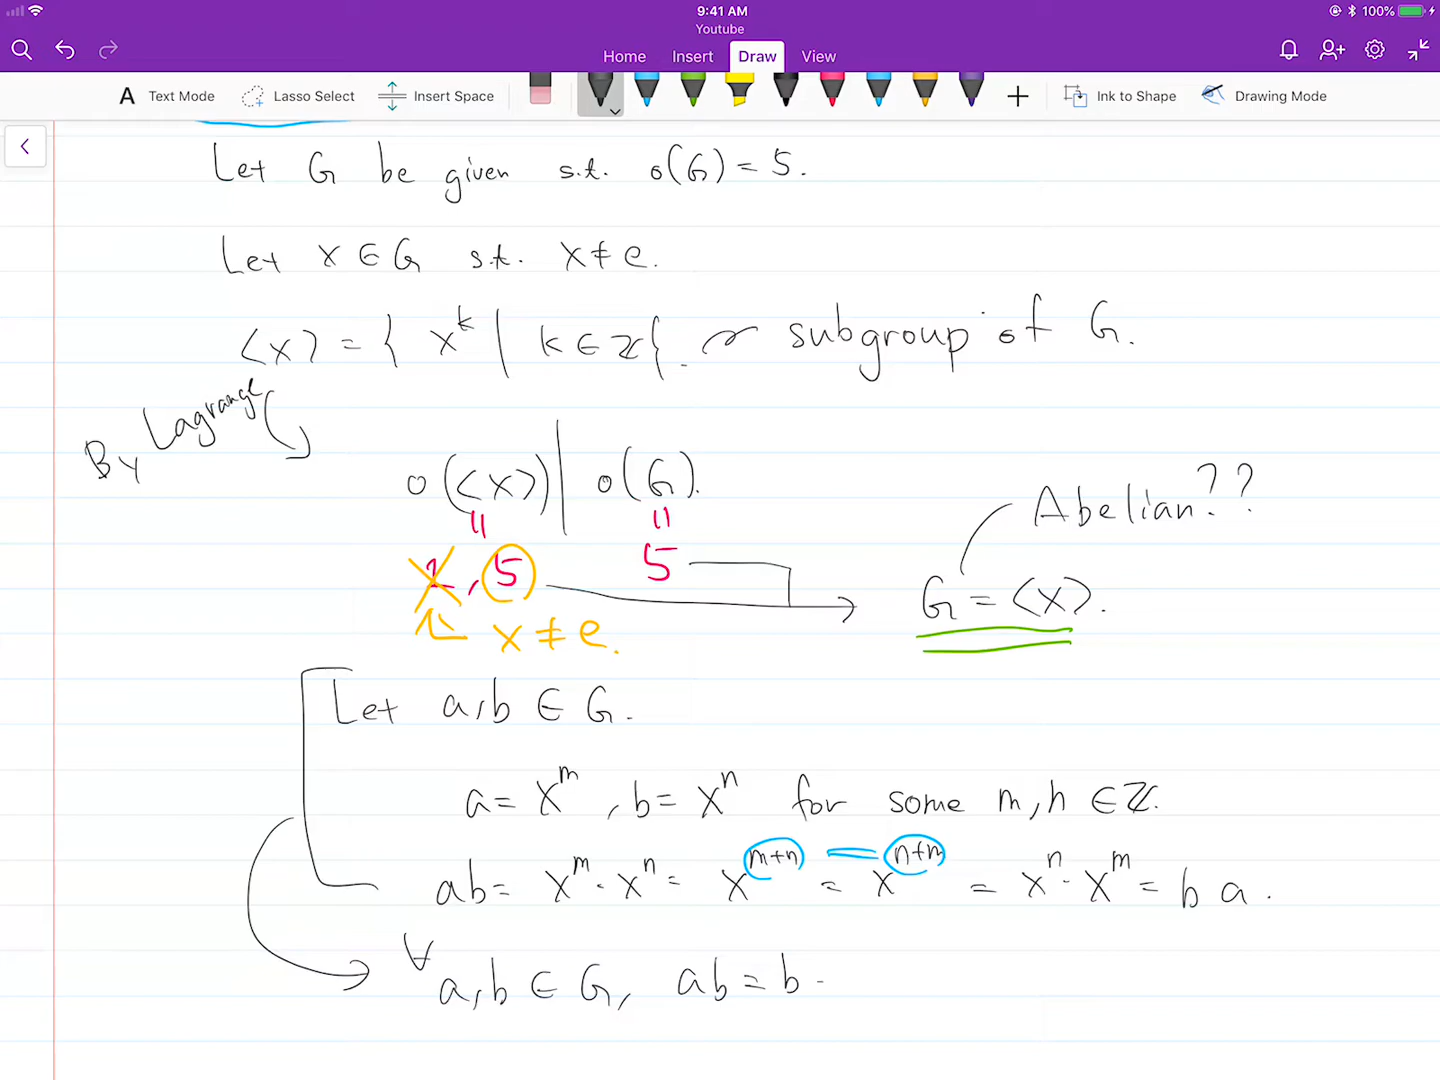 9:41 AM
100%
Youtube
Home Insert Draw View
Text Mode Lasso Select Insert Space Ink to Shape Drawing Mode
Let G be given s.t. o(G) = 5.
Let x ∈ G s.t. x ≠ e.
<x> = { x^k | k ∈ ℤ }. subgroup of G.
By Lagrange
o(<x>) | o(G).
Abelian??
= =
1, 5 5
G = <x>.
x ≠ e.
Let a,b ∈ G.
a = x^m, b = x^n for some m, n ∈ ℤ.
ab = x^m · x^n = x^(m+n) = x^(n+m) = x^n · x^m = b a.
m+n = n+m
∀ a,b ∈ G, ab = b